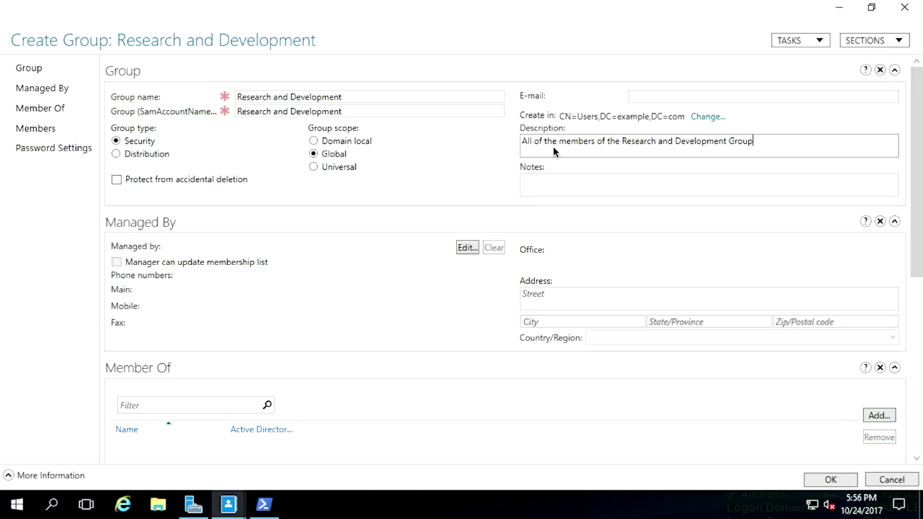 Create Group: Research and Development
TASKS
SECTIONS
Group
Managed By
Member Of
Members
Password Settings
Group
Group name:
Research and Development
Group (SamAccountName...
Research and Development
Group type:
Security
Distribution
Group scope:
Domain local
Global
Universal
Protect from accidental deletion
E-mail:
Create in: CN=Users,DC=example,DC=com Change...
Description:
All of the members of the Research and Development Group
Notes:
Managed By
Managed by:
Edit... Clear
Manager can update membership list
Phone numbers:
Main:
Mobile:
Fax:
Office:
Address:
Street
City State/Province Zip/Postal code
Country/Region:
Member Of
Filter
Name Active Director...
Add...
Remove
More Information
OK Cancel
IP Address
Logon Domain
5:56 PM
10/24/2017